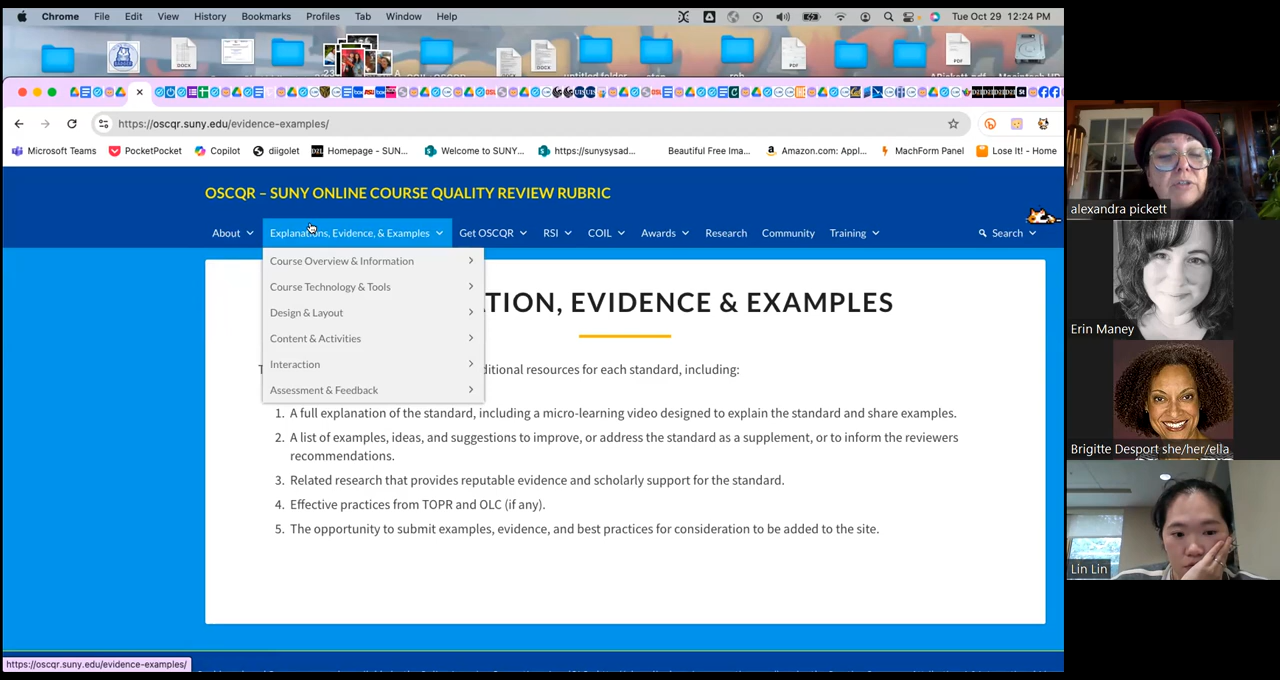 Chrome File Edit View History Bookmarks Profiles Tab Window Help
Tue Oct 29 12:24 PM
DOCX
DOCX
PDF
PDF
untitled folder
https://oscqr.suny.edu/evidence-examples/
Microsoft Teams PocketPocket Copilot diigolet Homepage - SUN... Welcome to SUNY... https://sunysysad... Beautiful Free Ima... Amazon.com: Appl... MachForm Panel Lose It! - Home
OSCQR – SUNY ONLINE COURSE QUALITY REVIEW RUBRIC
About Explanations, Evidence, & Examples Get OSCQR RSI COIL Awards Research Community Training Search
Course Overview & Information
Course Technology & Tools
Design & Layout
Content & Activities
Interaction
Assessment & Feedback
EVIDENCE & EXAMPLES
resources for each standard, including:
1. A full explanation of the standard, including a micro-learning video designed to explain the standard and share examples.
2. A list of examples, ideas, and suggestions to improve, or address the standard as a supplement, or to inform the reviewers
recommendations.
3. Related research that provides reputable evidence and scholarly support for the standard.
4. Effective practices from TOPR and OLC (if any).
5. The opportunity to submit examples, evidence, and best practices for consideration to be added to the site.
https://oscqr.suny.edu/evidence-examples/
alexandra pickett
Erin Maney
Brigitte Desport she/her/ella
Lin Lin